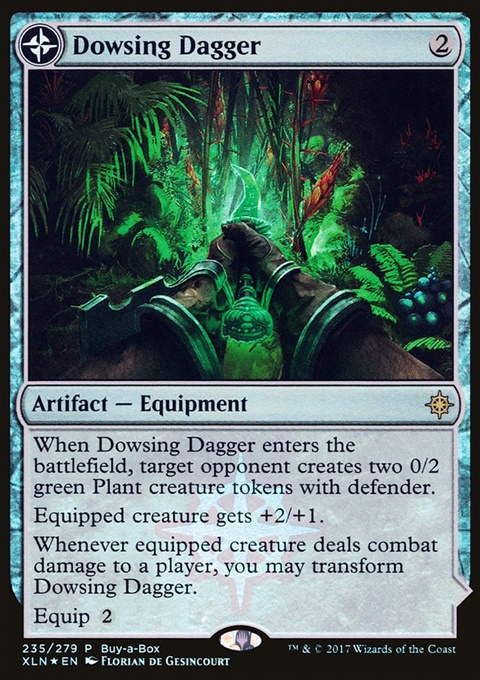 Dowsing Dagger 2
Artifact — Equipment
When Dowsing Dagger enters the
battlefield, target opponent creates two 0/2
green Plant creature tokens with defender.
Equipped creature gets +2/+1.
Whenever equipped creature deals combat
damage to a player, you may transform
Dowsing Dagger.
Equip 2
235/279 P Buy-a-Box
XLN★EN Florian de Gesincourt
™ & © 2017 Wizards of the Coast